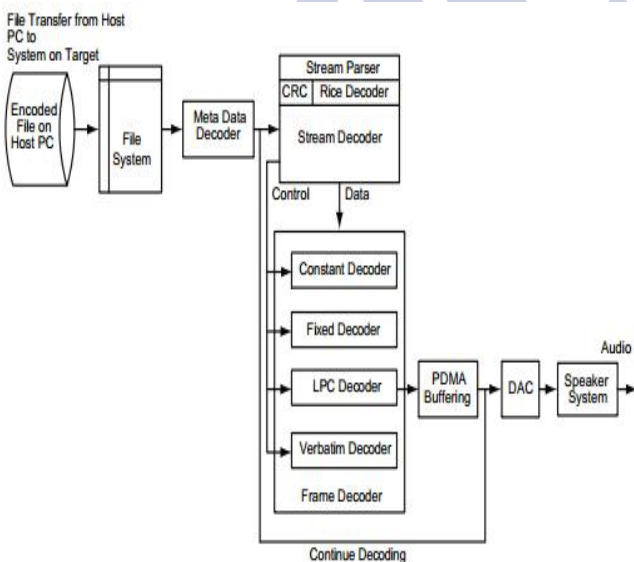 File Transfer from Host
PC to
System on Target
Encoded
File on
Host PC
File
System
Meta Data
Decoder
Stream Parser
CRC
Rice Decoder
Stream Decoder
Control
Data
Constant Decoder
Fixed Decoder
LPC Decoder
Verbatim Decoder
Frame Decoder
PDMA
Buffering
DAC
Speaker
System
Audio
Continue Decoding